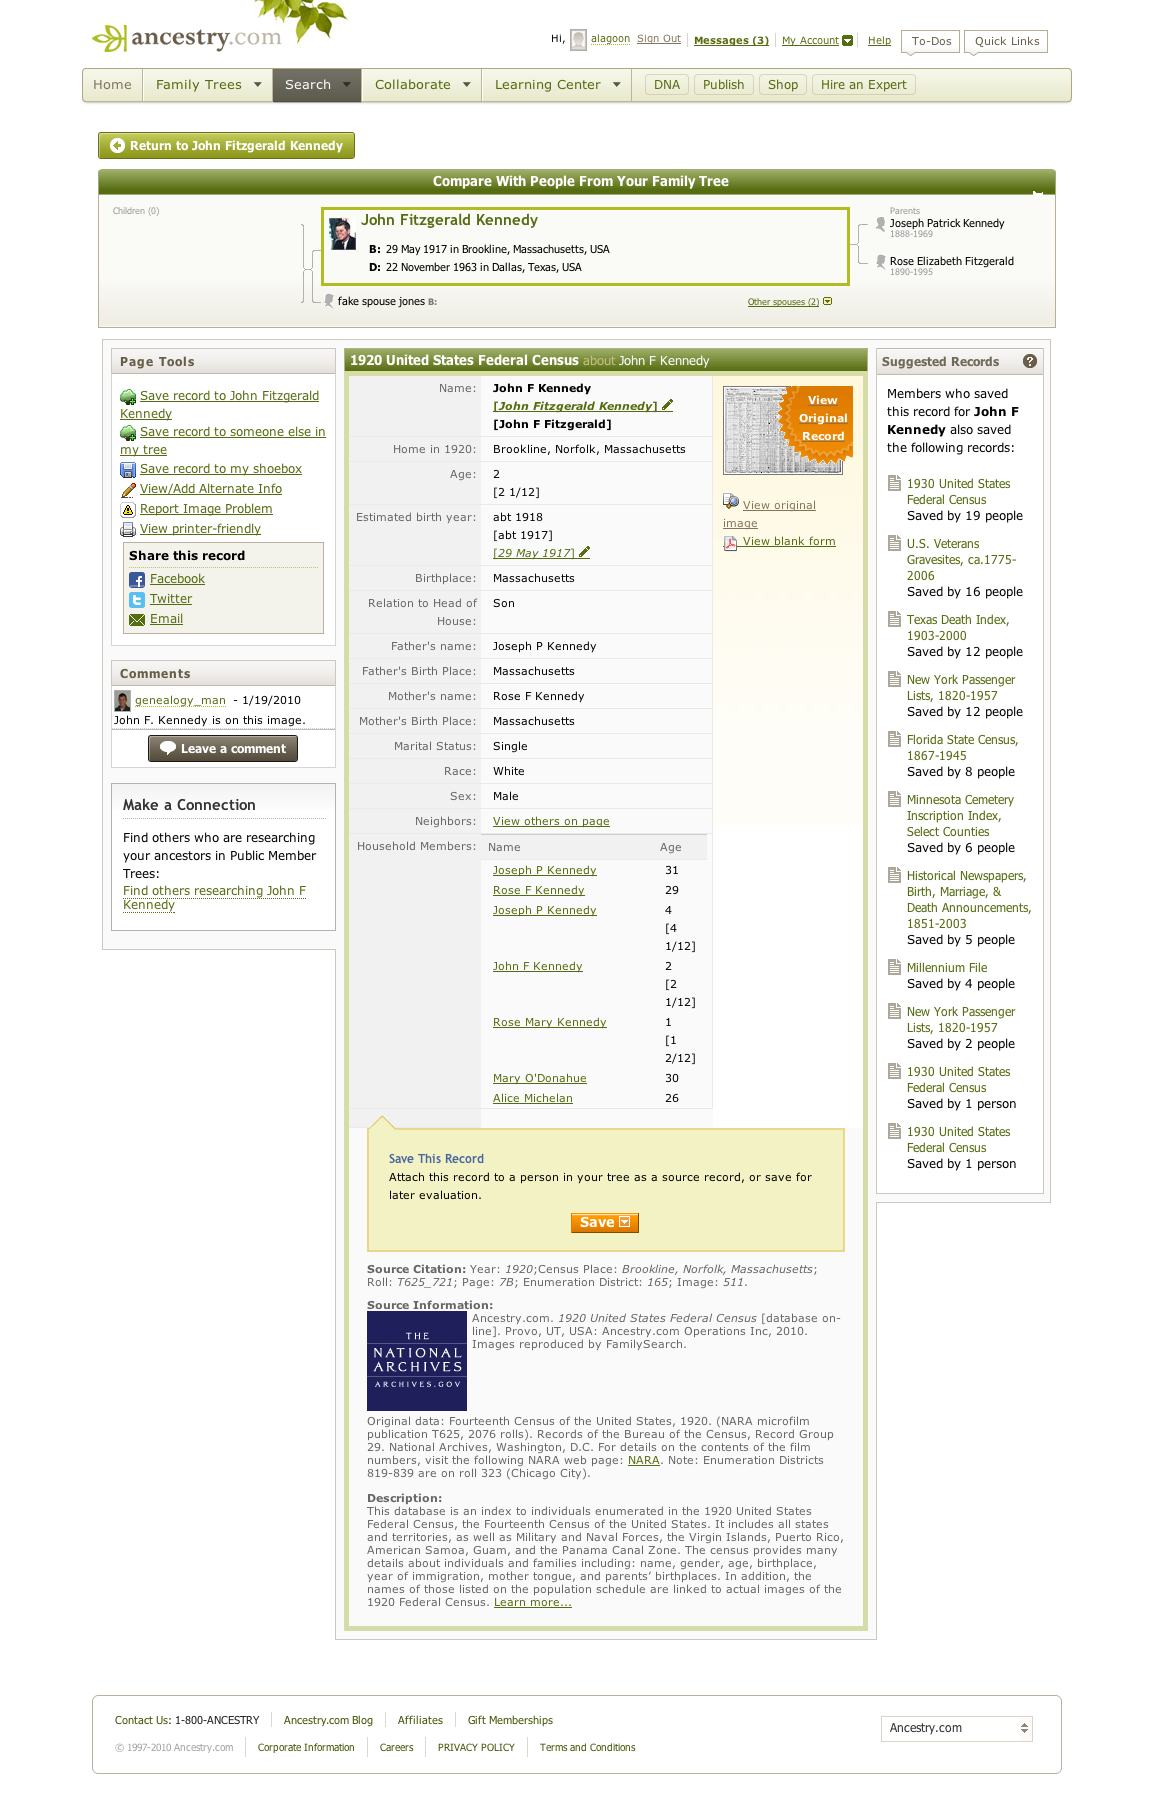 ancestry.com
Hi, alagoon Sign Out Messages (3) My Account Help To-Dos Quick Links
Home Family Trees Search Collaborate Learning Center DNA Publish Shop Hire an Expert
Return to John Fitzgerald Kennedy
Compare With People From Your Family Tree
Children (0)
John Fitzgerald Kennedy
B: 29 May 1917 in Brookline, Massachusetts, USA
D: 22 November 1963 in Dallas, Texas, USA
fake spouse jones B:
Other spouses (2)
Parents
Joseph Patrick Kennedy
1888-1969
Rose Elizabeth Fitzgerald
1890-1995
Page Tools
Save record to John Fitzgerald
Kennedy
Save record to someone else in
my tree
Save record to my shoebox
View/Add Alternate Info
Report Image Problem
View printer-friendly
Share this record
Facebook
Twitter
Email
Comments
genealogy_man - 1/19/2010
John F. Kennedy is on this image.
Leave a comment
Make a Connection
Find others who are researching
your ancestors in Public Member
Trees:
Find others researching John F
Kennedy
1920 United States Federal Census about John F Kennedy
Name: John F Kennedy
[John Fitzgerald Kennedy]
[John F Fitzgerald]
Home in 1920: Brookline, Norfolk, Massachusetts
Age: 2
[2 1/12]
Estimated birth year: abt 1918
[abt 1917]
[29 May 1917]
Birthplace: Massachusetts
Relation to Head of Son
House:
Father's name: Joseph P Kennedy
Father's Birth Place: Massachusetts
Mother's name: Rose F Kennedy
Mother's Birth Place: Massachusetts
Marital Status: Single
Race: White
Sex: Male
Neighbors: View others on page
Household Members: Name Age
Joseph P Kennedy 31
Rose F Kennedy 29
Joseph P Kennedy 4
[4
1/12]
John F Kennedy 2
[2
1/12]
Rose Mary Kennedy 1
[1
2/12]
Mary O'Donahue 30
Alice Michelan 26
View
Original
Record
View original
image
View blank form
Save This Record
Attach this record to a person in your tree as a source record, or save for
later evaluation.
Save
Source Citation: Year: 1920;Census Place: Brookline, Norfolk, Massachusetts;
Roll: T625_721; Page: 7B; Enumeration District: 165; Image: 511.
Source Information:
THE
NATIONAL
ARCHIVES
ARCHIVES.GOV
Ancestry.com. 1920 United States Federal Census [database on-
line]. Provo, UT, USA: Ancestry.com Operations Inc, 2010.
Images reproduced by FamilySearch.
Original data: Fourteenth Census of the United States, 1920. (NARA microfilm
publication T625, 2076 rolls). Records of the Bureau of the Census, Record Group
29. National Archives, Washington, D.C. For details on the contents of the film
numbers, visit the following NARA web page: NARA. Note: Enumeration Districts
819-839 are on roll 323 (Chicago City).
Description:
This database is an index to individuals enumerated in the 1920 United States
Federal Census, the Fourteenth Census of the United States. It includes all states
and territories, as well as Military and Naval Forces, the Virgin Islands, Puerto Rico,
American Samoa, Guam, and the Panama Canal Zone. The census provides many
details about individuals and families including: name, gender, age, birthplace,
year of immigration, mother tongue, and parents’ birthplaces. In addition, the
names of those listed on the population schedule are linked to actual images of the
1920 Federal Census. Learn more...
Suggested Records ?
Members who saved
this record for John F
Kennedy also saved
the following records:
1930 United States
Federal Census
Saved by 19 people
U.S. Veterans
Gravesites, ca.1775-
2006
Saved by 16 people
Texas Death Index,
1903-2000
Saved by 12 people
New York Passenger
Lists, 1820-1957
Saved by 12 people
Florida State Census,
1867-1945
Saved by 8 people
Minnesota Cemetery
Inscription Index,
Select Counties
Saved by 6 people
Historical Newspapers,
Birth, Marriage, &
Death Announcements,
1851-2003
Saved by 5 people
Millennium File
Saved by 4 people
New York Passenger
Lists, 1820-1957
Saved by 2 people
1930 United States
Federal Census
Saved by 1 person
1930 United States
Federal Census
Saved by 1 person
Contact Us: 1-800-ANCESTRY Ancestry.com Blog Affiliates Gift Memberships
© 1997-2010 Ancestry.com Corporate Information Careers PRIVACY POLICY Terms and Conditions
Ancestry.com